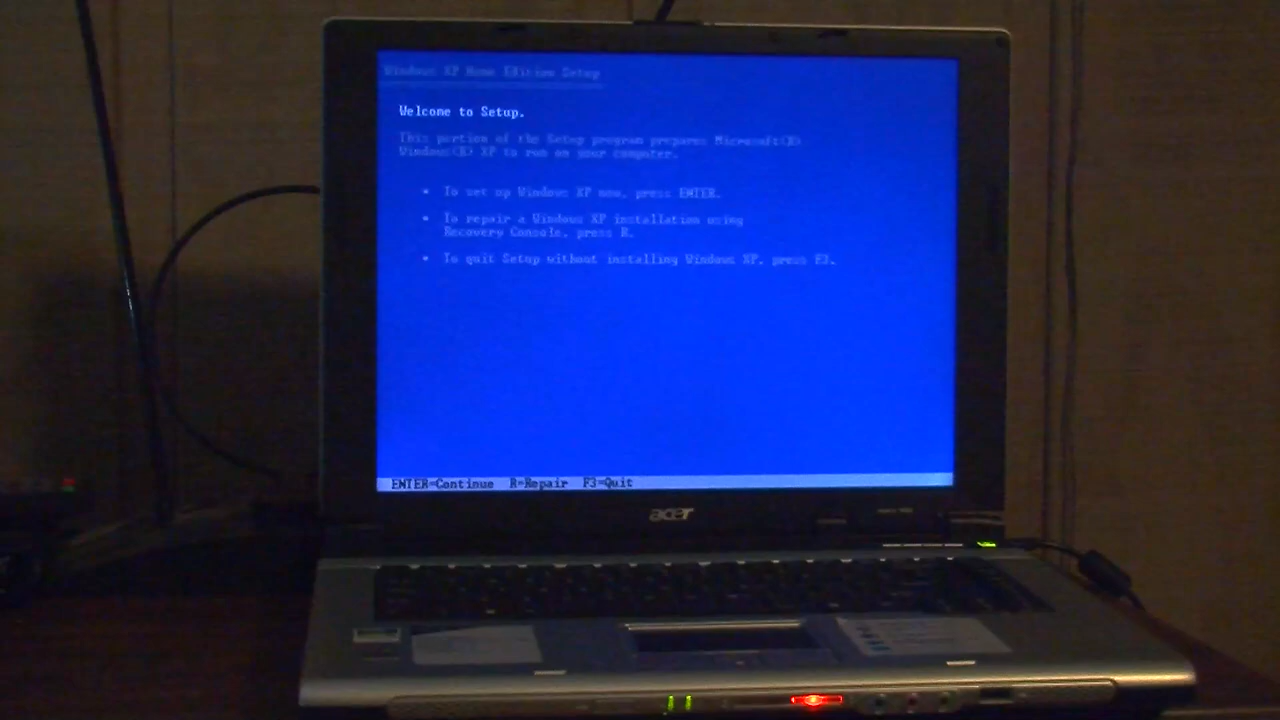 Windows XP Home Edition Setup
Welcome to Setup.
This portion of the Setup program prepares Microsoft(R)
Windows(R) XP to run on your computer.
• To set up Windows XP now, press ENTER.
• To repair a Windows XP installation using
Recovery Console, press R.
• To quit Setup without installing Windows XP, press F3.
ENTER=Continue R=Repair F3=Quit
acer